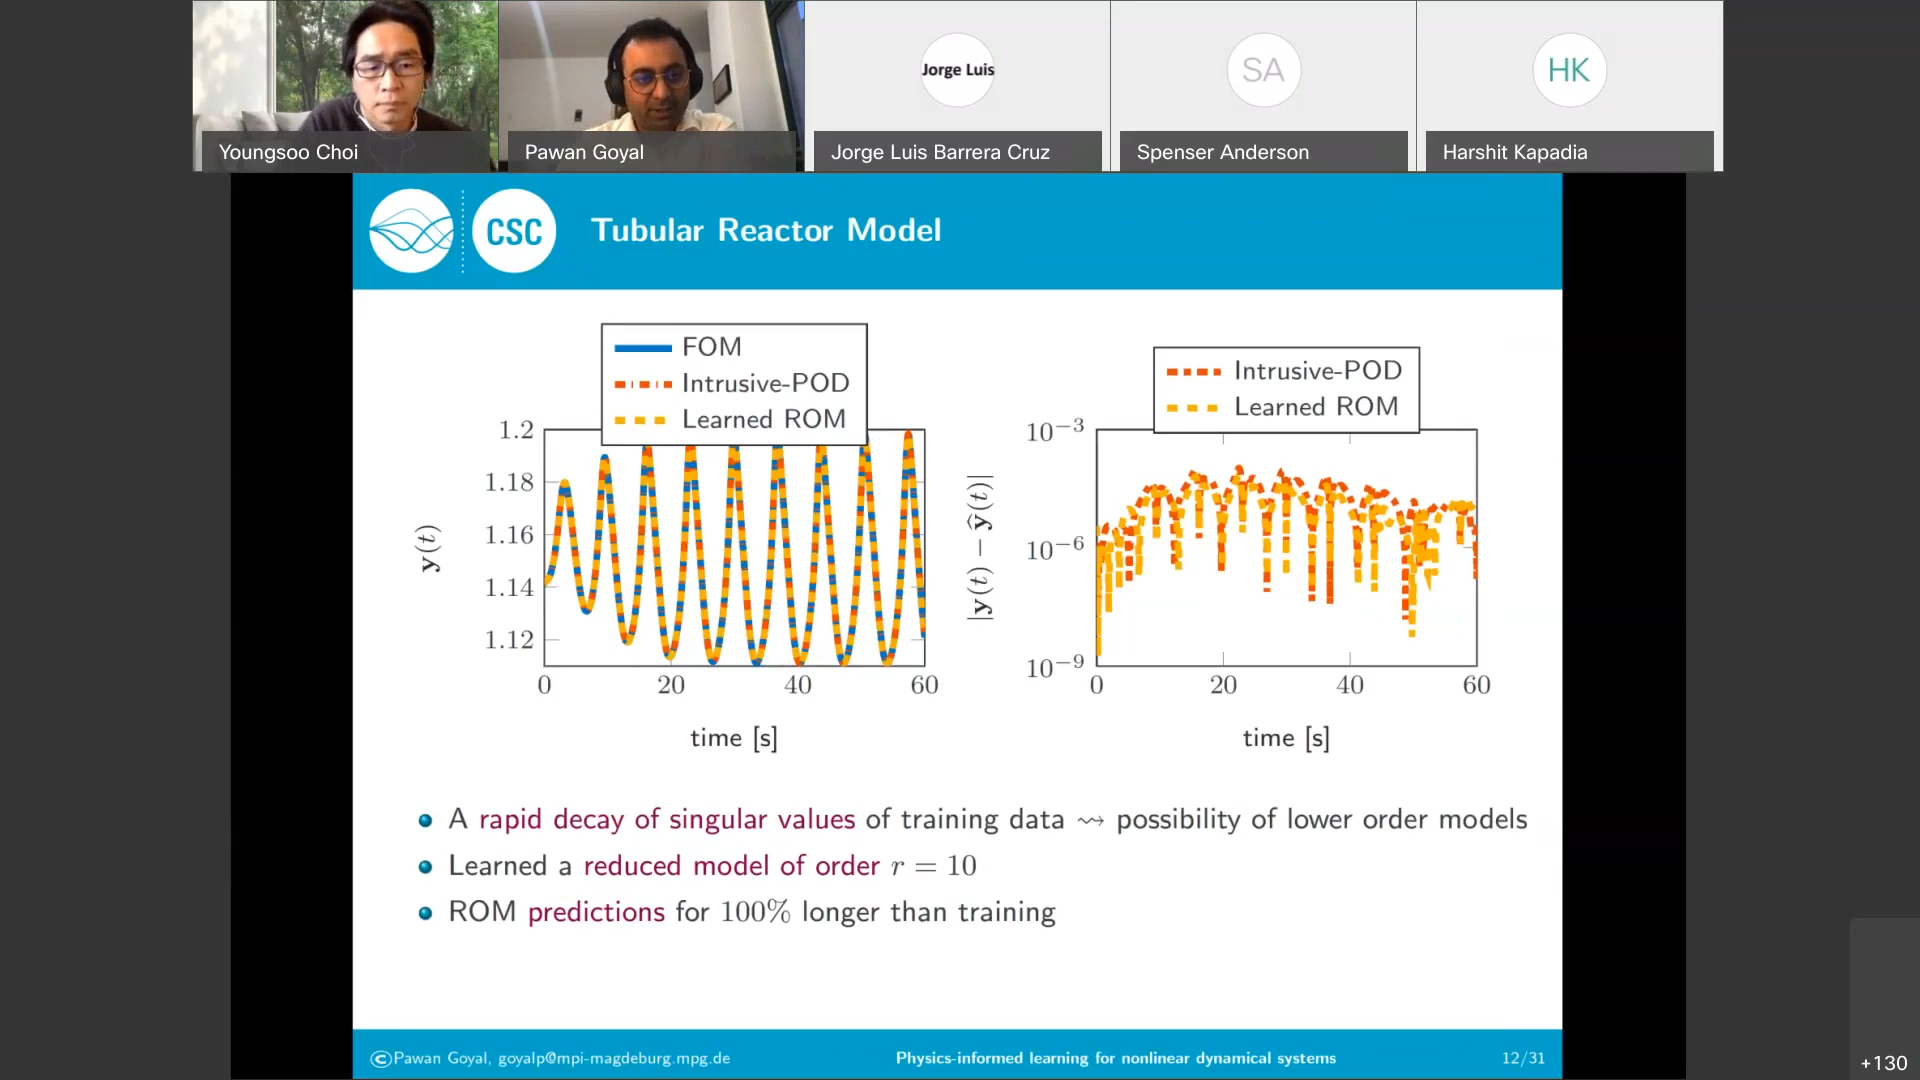 Jorge Luis
SA
HK
Youngsoo Choi
Pawan Goyal
Jorge Luis Barrera Cruz
Spenser Anderson
Harshit Kapadia
CSC
Tubular Reactor Model
FOM
Intrusive-POD
Learned ROM
1.2
1.18
1.16
1.14
1.12
y(t)
0 20 40 60
time [s]
Intrusive-POD
Learned ROM
10⁻³
10⁻⁶
10⁻⁹
|y(t) − ŷ(t)|
0 20 40 60
time [s]
A rapid decay of singular values of training data ⇝ possibility of lower order models
Learned a reduced model of order r = 10
ROM predictions for 100% longer than training
©Pawan Goyal, goyalp@mpi-magdeburg.mpg.de
Physics-informed learning for nonlinear dynamical systems
12/31
+130